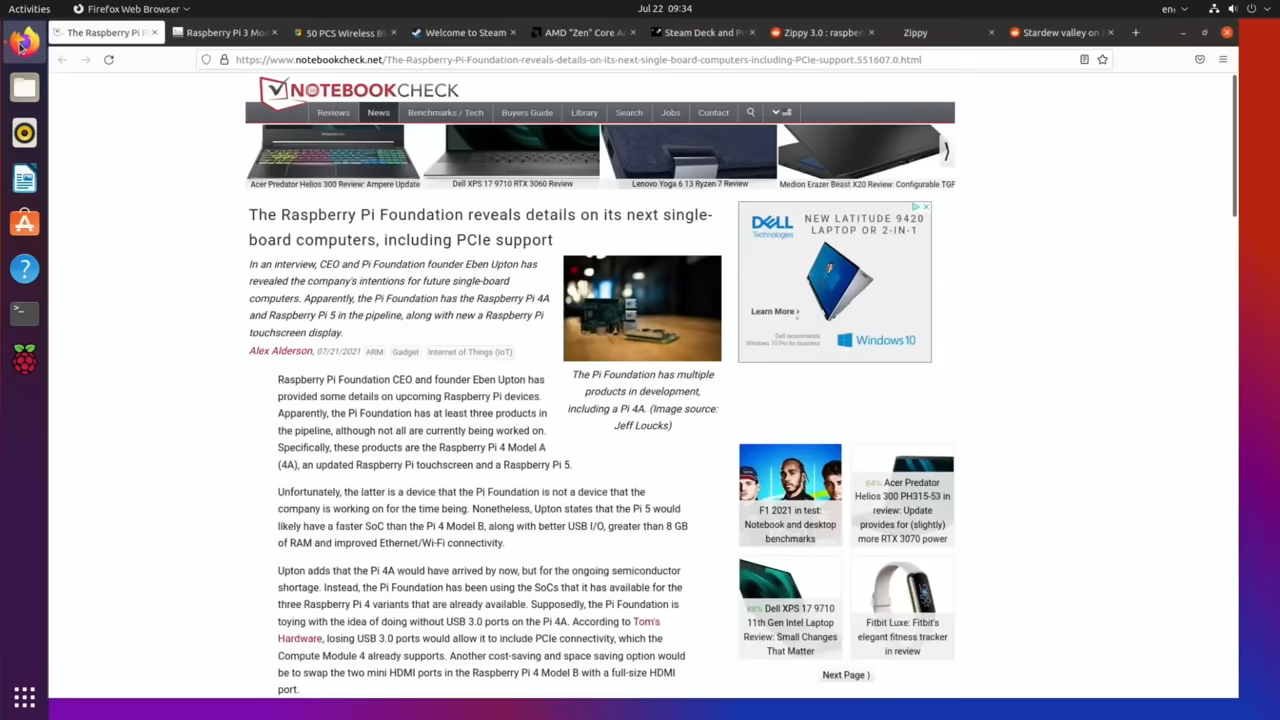 Activities
Firefox Web Browser
Jul 22 09:34
en
The Raspberry Pi F
Raspberry Pi 3 Mo
50 PCS Wireless Bl
Welcome to Steam
AMD "Zen" Core A
Steam Deck and Pr
Zippy 3.0 : raspber
Zippy
Stardew valley on P
https://www.notebookcheck.net/The-Raspberry-Pi-Foundation-reveals-details-on-its-next-single-board-computers-including-PCIe-support.551607.0.html
NOTEBOOKCHECK
Reviews
News
Benchmarks / Tech
Buyers Guide
Library
Search
Jobs
Contact
Acer Predator Helios 300 Review: Ampere Update
Dell XPS 17 9710 RTX 3060 Review
Lenovo Yoga 6 13 Ryzen 7 Review
Medion Erazer Beast X20 Review: Configurable TGF
The Raspberry Pi Foundation reveals details on its next single-
board computers, including PCIe support
In an interview, CEO and Pi Foundation founder Eben Upton has
revealed the company's intentions for future single-board
computers. Apparently, the Pi Foundation has the Raspberry Pi 4A
and Raspberry Pi 5 in the pipeline, along with new a Raspberry Pi
touchscreen display.
Alex Alderson, 07/21/2021 ARM Gadget Internet of Things (IoT)
The Pi Foundation has multiple
products in development,
including a Pi 4A. (Image source:
Jeff Loucks)
Raspberry Pi Foundation CEO and founder Eben Upton has
provided some details on upcoming Raspberry Pi devices.
Apparently, the Pi Foundation has at least three products in
the pipeline, although not all are currently being worked on.
Specifically, these products are the Raspberry Pi 4 Model A
(4A), an updated Raspberry Pi touchscreen and a Raspberry Pi 5.
Unfortunately, the latter is a device that the Pi Foundation is not a device that the
company is working on for the time being. Nonetheless, Upton states that the Pi 5 would
likely have a faster SoC than the Pi 4 Model B, along with better USB I/O, greater than 8 GB
of RAM and improved Ethernet/Wi-Fi connectivity.
Upton adds that the Pi 4A would have arrived by now, but for the ongoing semiconductor
shortage. Instead, the Pi Foundation has been using the SoCs that it has available for the
three Raspberry Pi 4 variants that are already available. Supposedly, the Pi Foundation is
toying with the idea of doing without USB 3.0 ports on the Pi 4A. According to Tom's
Hardware, losing USB 3.0 ports would allow it to include PCIe connectivity, which the
Compute Module 4 already supports. Another cost-saving and space saving option would
be to swap the two mini HDMI ports in the Raspberry Pi 4 Model B with a full-size HDMI
port.
DELL
Technologies
NEW LATITUDE 9420
LAPTOP OR 2-IN-1
Learn More
Dell recommends
Windows 10 Pro for business
Windows10
F1 2021 in test:
Notebook and desktop
benchmarks
84% Acer Predator
Helios 300 PH315-53 in
review: Update
provides for (slightly)
more RTX 3070 power
88% Dell XPS 17 9710
11th Gen Intel Laptop
Review: Small Changes
That Matter
Fitbit Luxe: Fitbit's
elegant fitness tracker
in review
Next Page ⟩